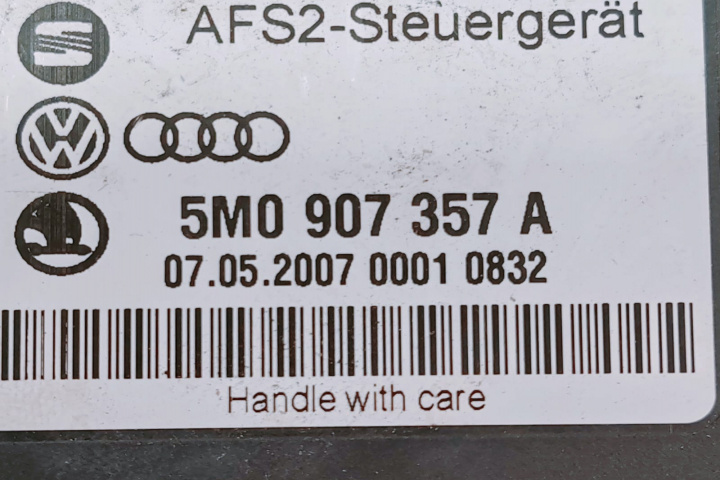 AFS2-Steuergerät
5M0 907 357 A
07.05.2007 0001 0832
Handle with care